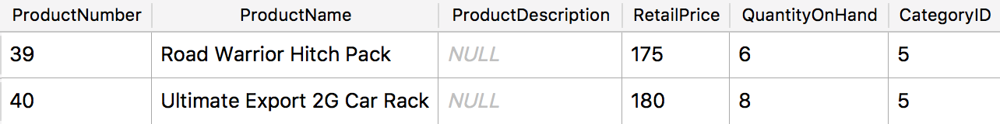 ProductNumber ProductName ProductDescription RetailPrice QuantityOnHand CategoryID
39 Road Warrior Hitch Pack NULL 175 6 5
40 Ultimate Export 2G Car Rack NULL 180 8 5